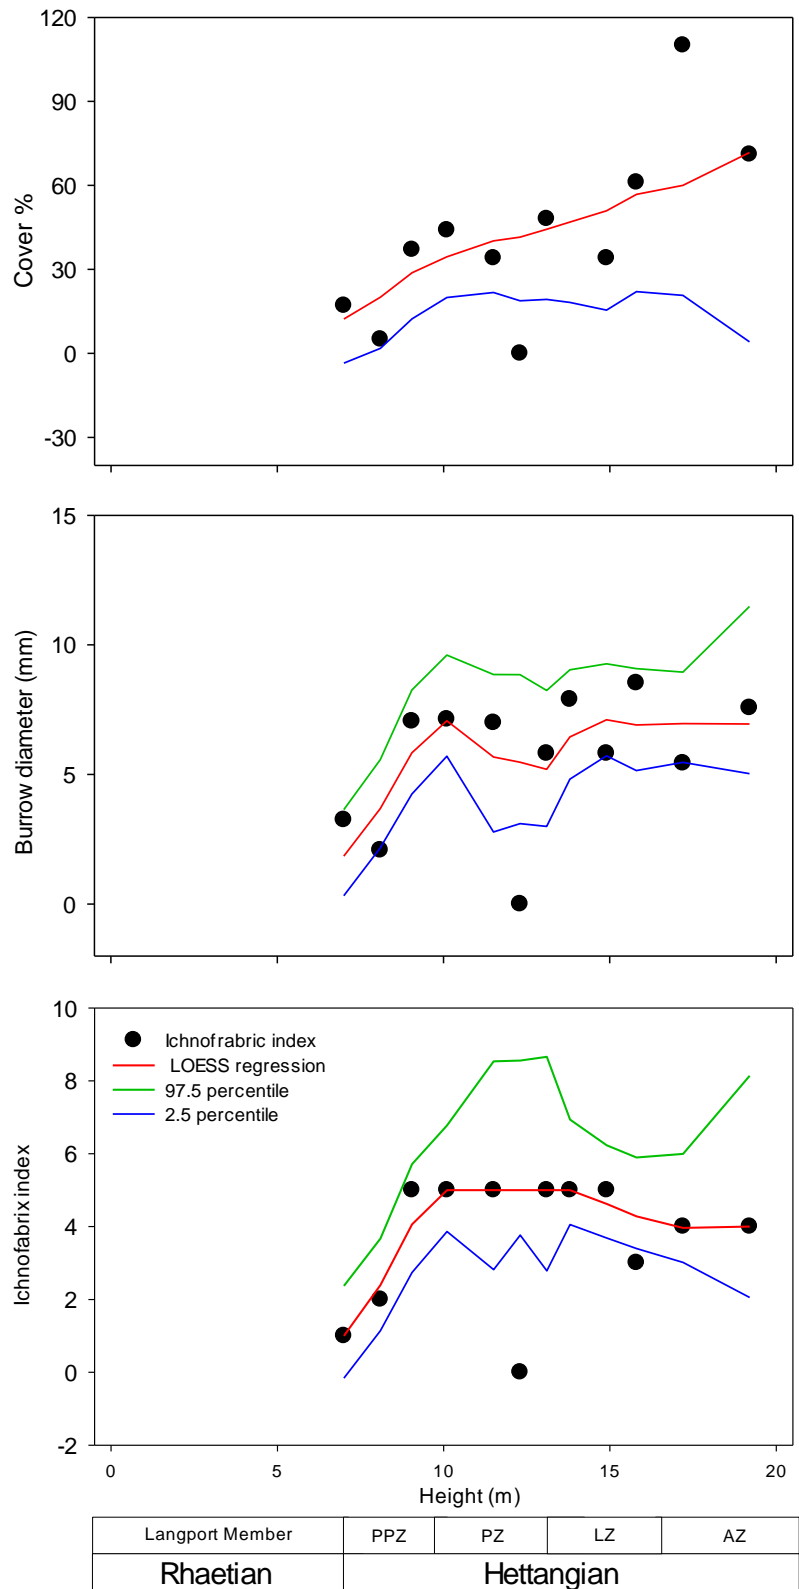 120
90
60
30
0
-30
Cover %
15
10
5
0
Burrow diameter (mm)
10
8
6
4
2
0
-2
Ichnofabrix index
Ichnofrabric index
LOESS regression
97.5 percentile
2.5 percentile
0 5 10 15 20
Height (m)
Langport Member PPZ PZ LZ AZ
Rhaetian Hettangian